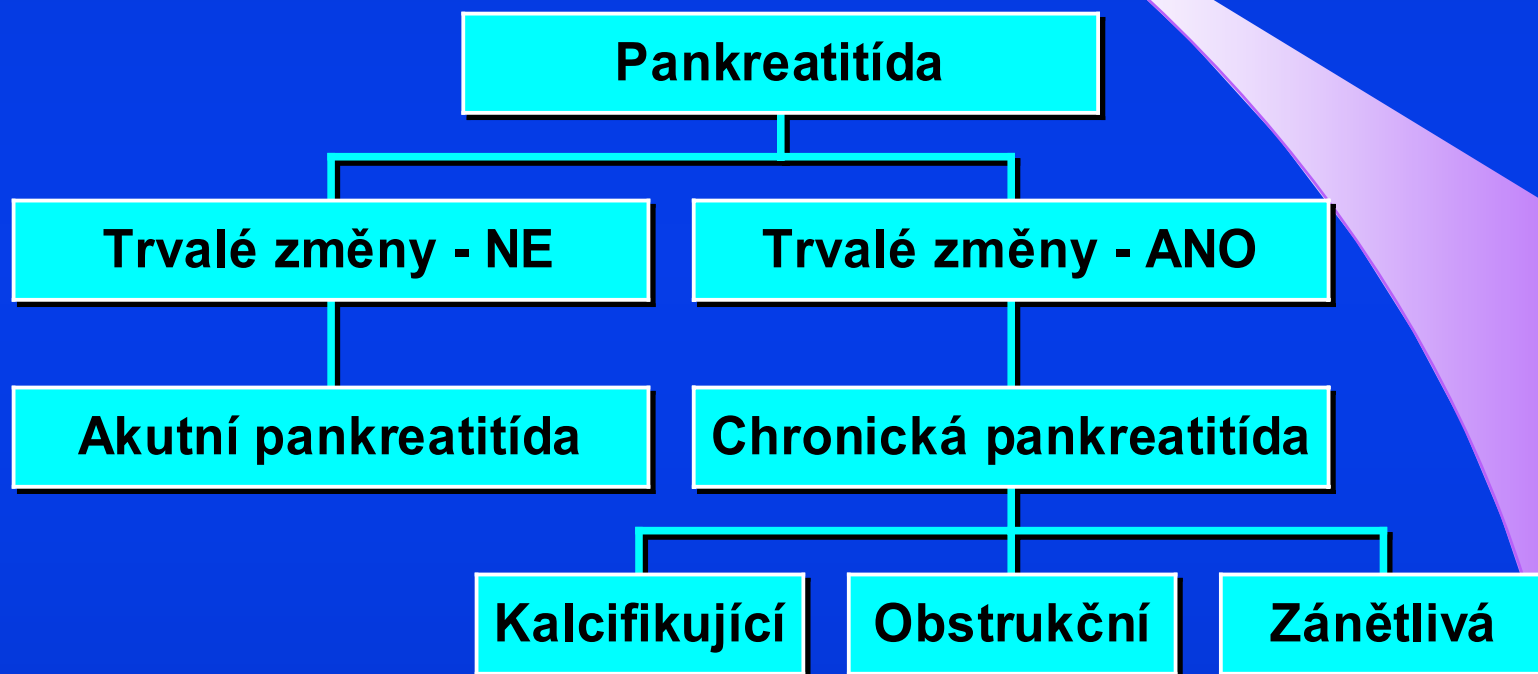 Pankreatitída
Trvalé změny - NE
Trvalé změny - ANO
Akutní pankreatitída
Chronická pankreatitída
Kalcifikující
Obstrukční
Zánětlivá